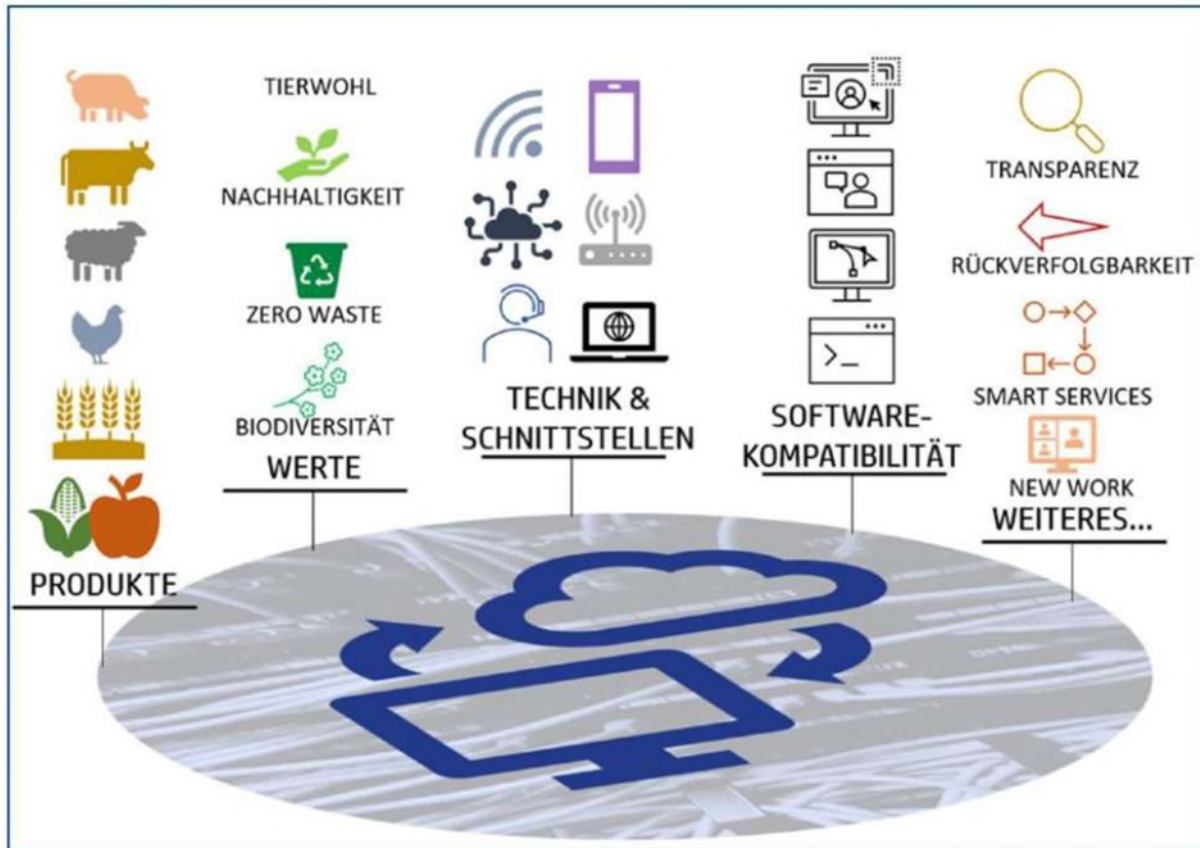 PRODUKTE
TIERWOHL
NACHHALTIGKEIT
ZERO WASTE
BIODIVERSITÄT
WERTE
TECHNIK &
SCHNITTSTELLEN
SOFTWARE-
KOMPATIBILITÄT
TRANSPARENZ
RÜCKVERFOLGBARKEIT
SMART SERVICES
NEW WORK
WEITERES...